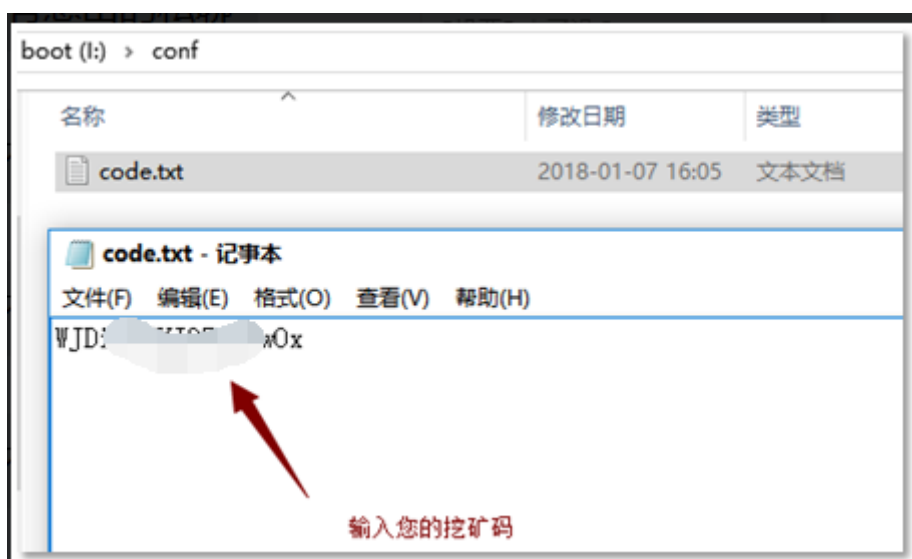 boot (I:) > conf
名称 修改日期 类型
code.txt 2018-01-07 16:05 文本文档
code.txt - 记事本
文件(F) 编辑(E) 格式(O) 查看(V) 帮助(H)
WJDi wOx
输入您的挖矿码